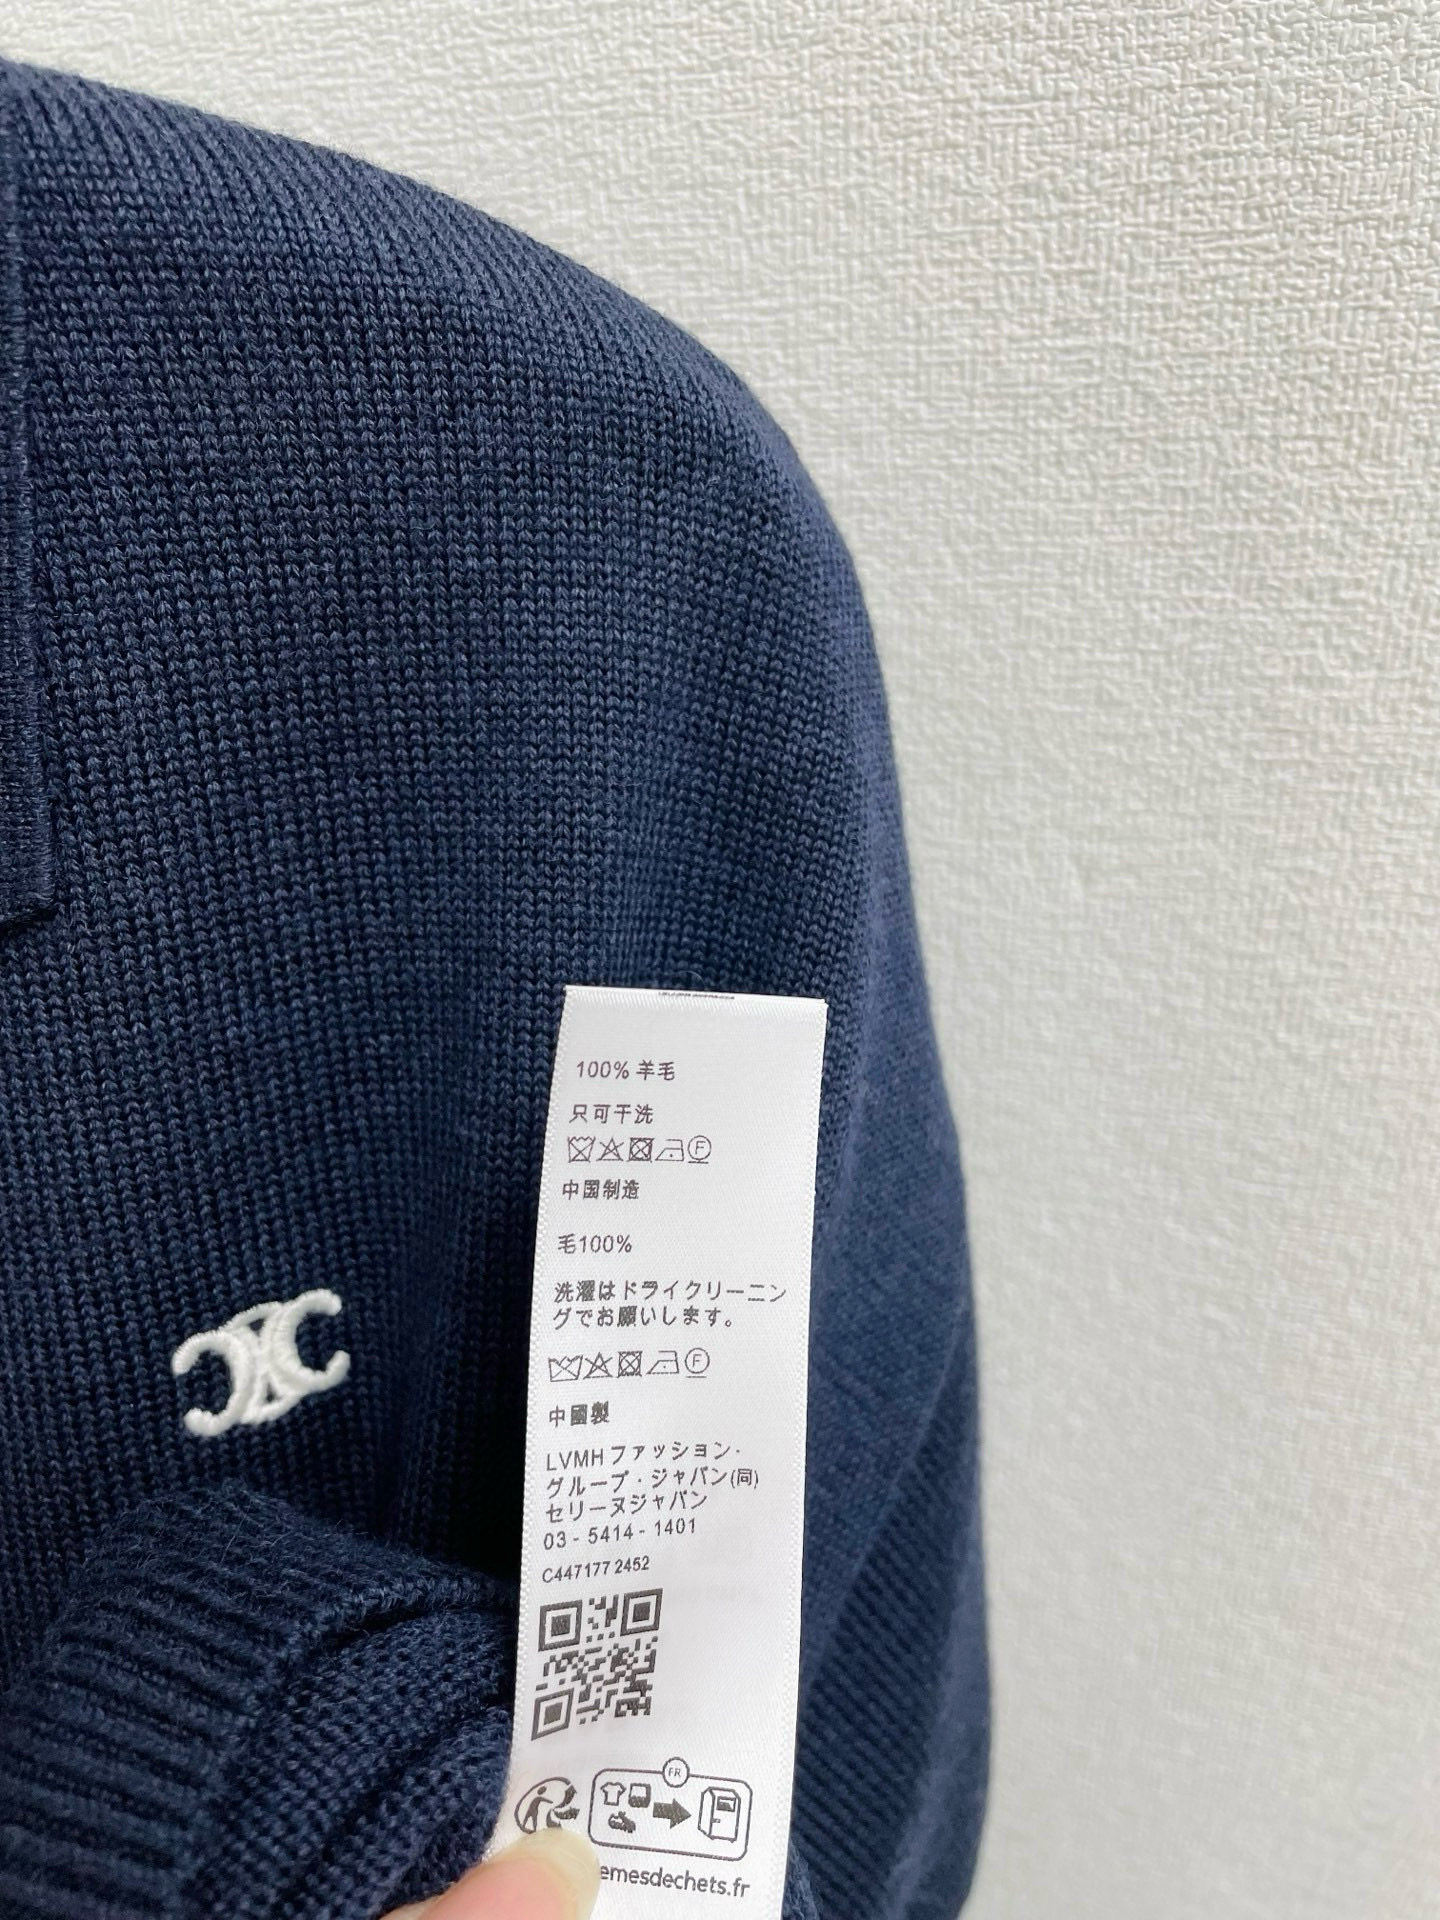 100% 羊毛
只可干洗
F
中国制造
毛100%
洗濯はドライクリーニン
グでお願いします。
F
中國製
LVMHファッション・
グループ・ジャパン(同)
セリーヌジャパン
03 - 5414 - 1401
C447177 2452
FR
emesdechets.fr